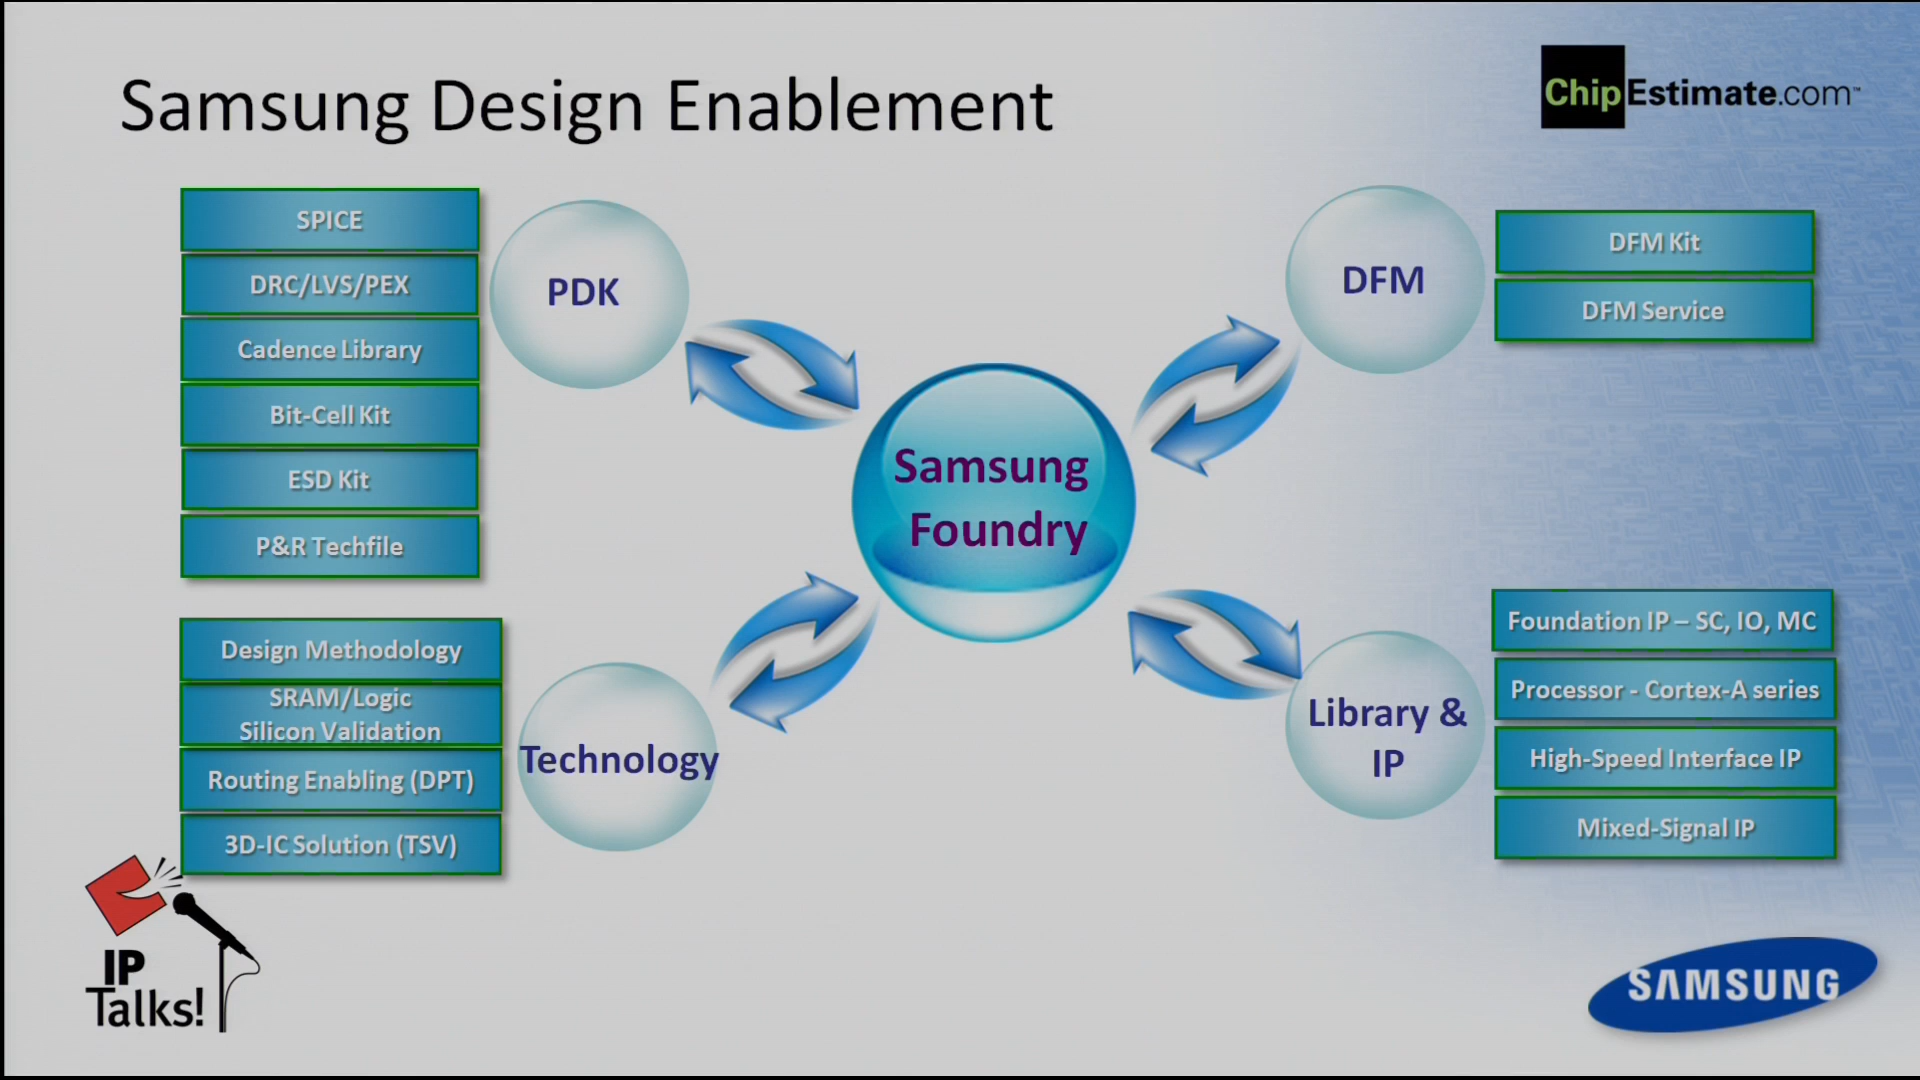 Samsung Design Enablement
ChipEstimate.com™
SPICE
DRC/LVS/PEX
Cadence Library
Bit-Cell Kit
ESD Kit
P&R Techfile
PDK
DFM
DFM Kit
DFM Service
Samsung
Foundry
Design Methodology
SRAM/Logic
Silicon Validation
Routing Enabling (DPT)
3D-IC Solution (TSV)
Technology
Library &
IP
Foundation IP – SC, IO, MC
Processor - Cortex-A series
High-Speed Interface IP
Mixed-Signal IP
IP
Talks!
SAMSUNG